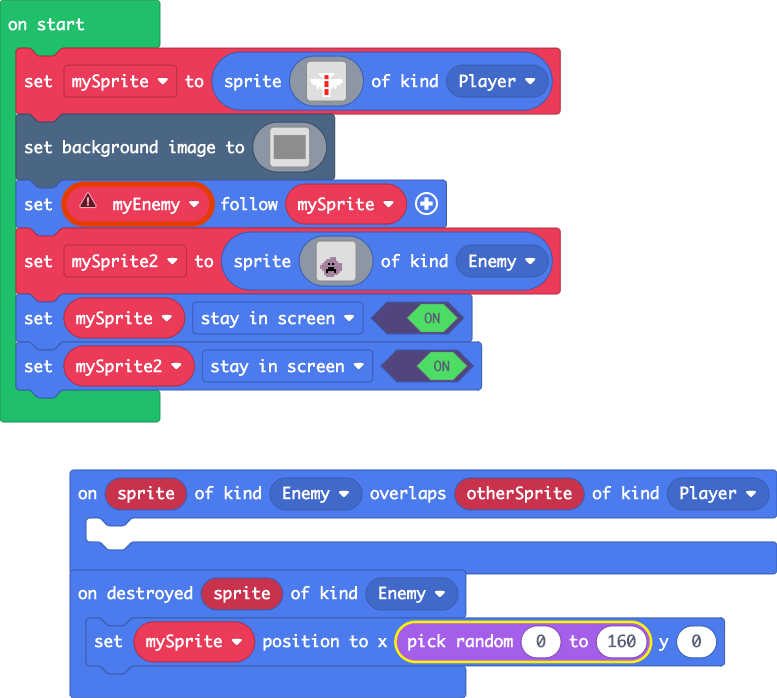 on start
set mySprite to sprite of kind Player
set background image to
set myEnemy follow mySprite
set mySprite2 to sprite of kind Enemy
set mySprite stay in screen ON
set mySprite2 stay in screen ON
on sprite of kind Enemy overlaps otherSprite of kind Player
on destroyed sprite of kind Enemy
set mySprite position to x pick random 0 to 160 y 0